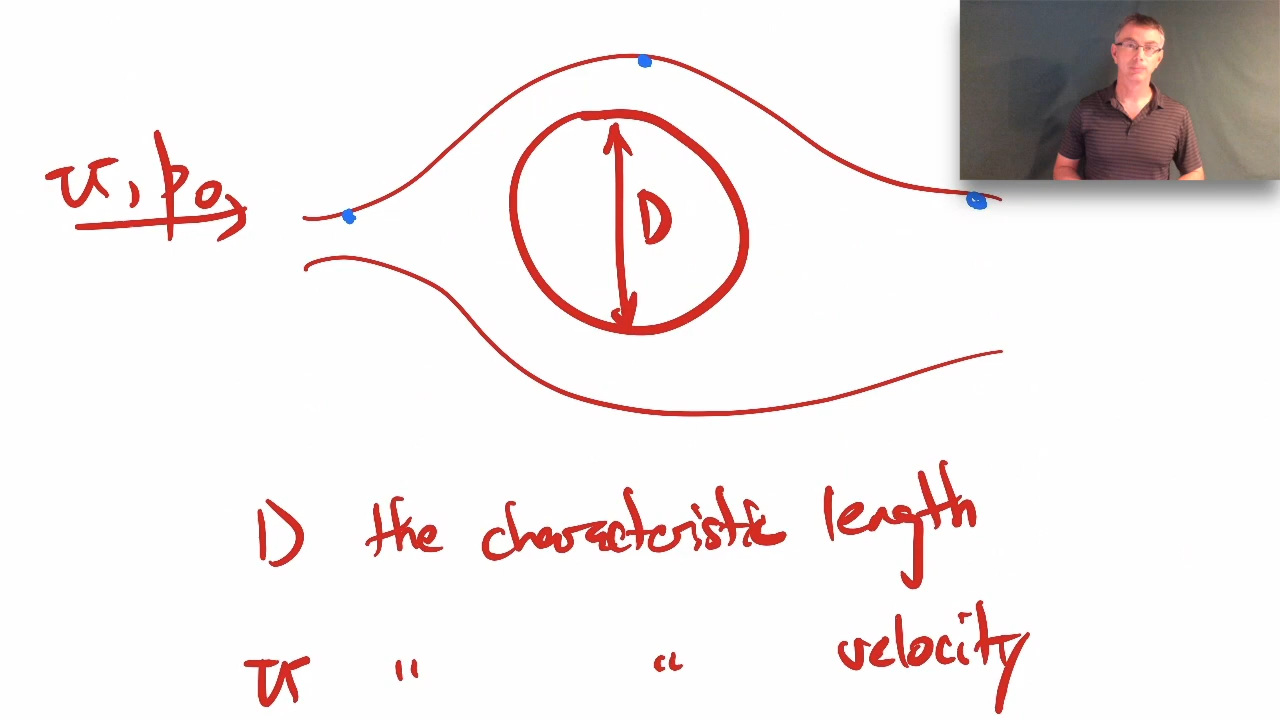 v, p₀
D
D the characteristic length
v " " velocity